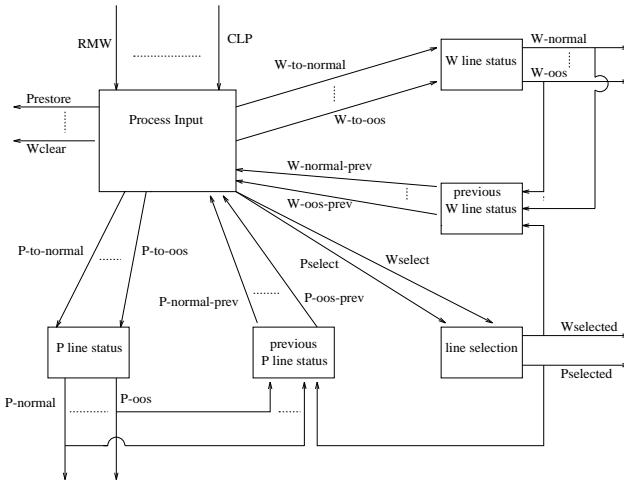 RMW
CLP
Process Input
Prestore
Wclear
W-to-normal
W-to-oos
W line status
W-normal
W-oos
W-normal-prev
W-oos-prev
previous
W line status
P-to-normal
P-to-oos
Pselect
Wselect
P-normal-prev
P-oos-prev
P line status
previous
P line status
line selection
Wselected
Pselected
P-normal
P-oos